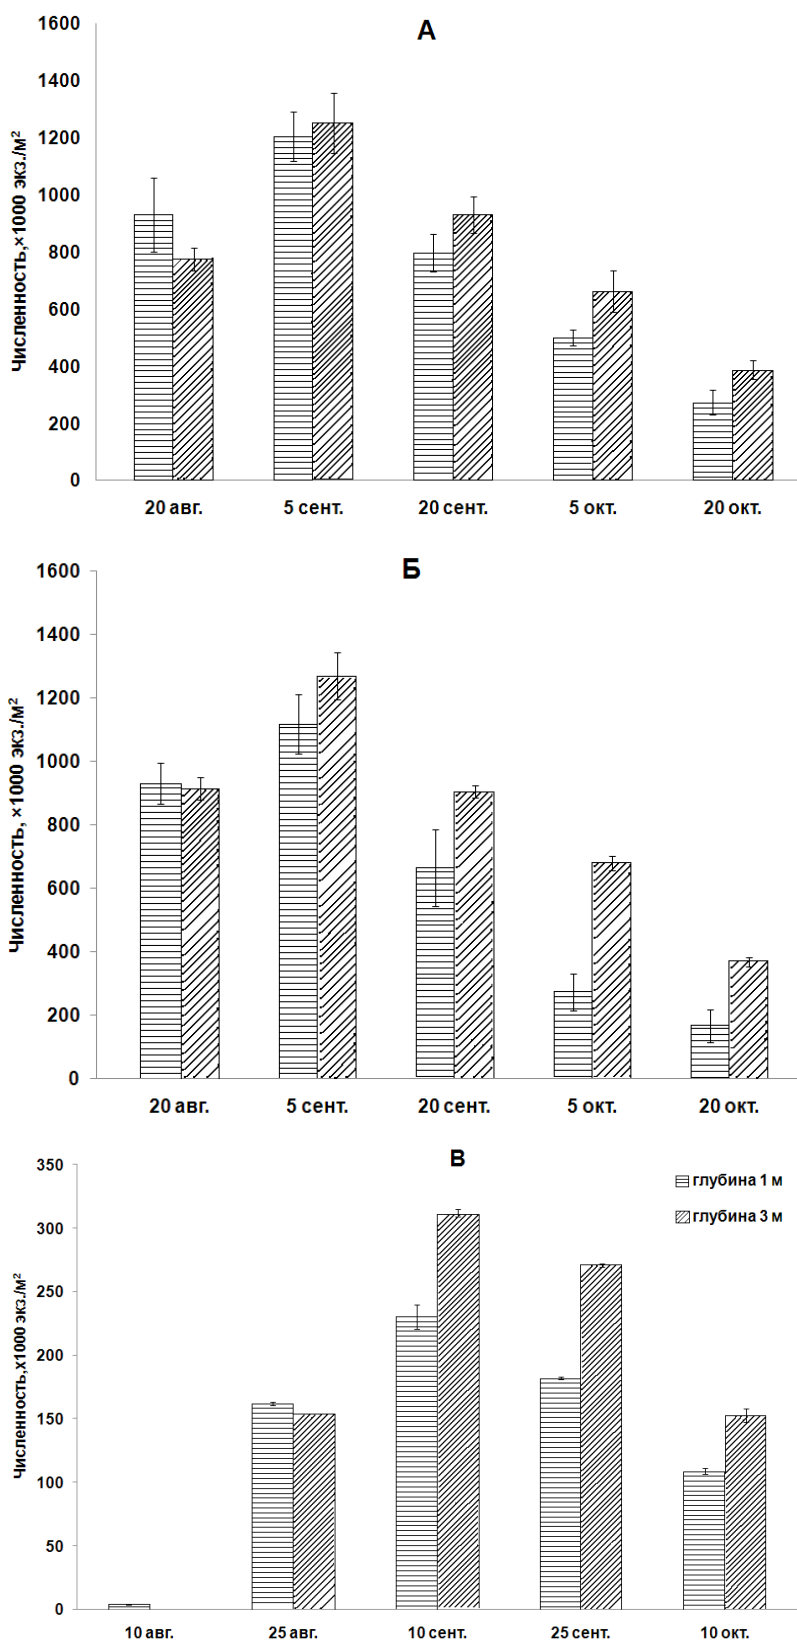 А
Численность,×1000 экз./м²
1600
1400
1200
1000
800
600
400
200
0
20 авг. 5 сент. 20 сент. 5 окт. 20 окт.
Б
Численность, ×1000 экз./м²
1600
1400
1200
1000
800
600
400
200
0
20 авг. 5 сент. 20 сент. 5 окт. 20 окт.
В
Численность,х1000 экз./м²
350
300
250
200
150
100
50
0
глубина 1 м
глубина 3 м
10 авг. 25 авг. 10 сент. 25 сент. 10 окт.